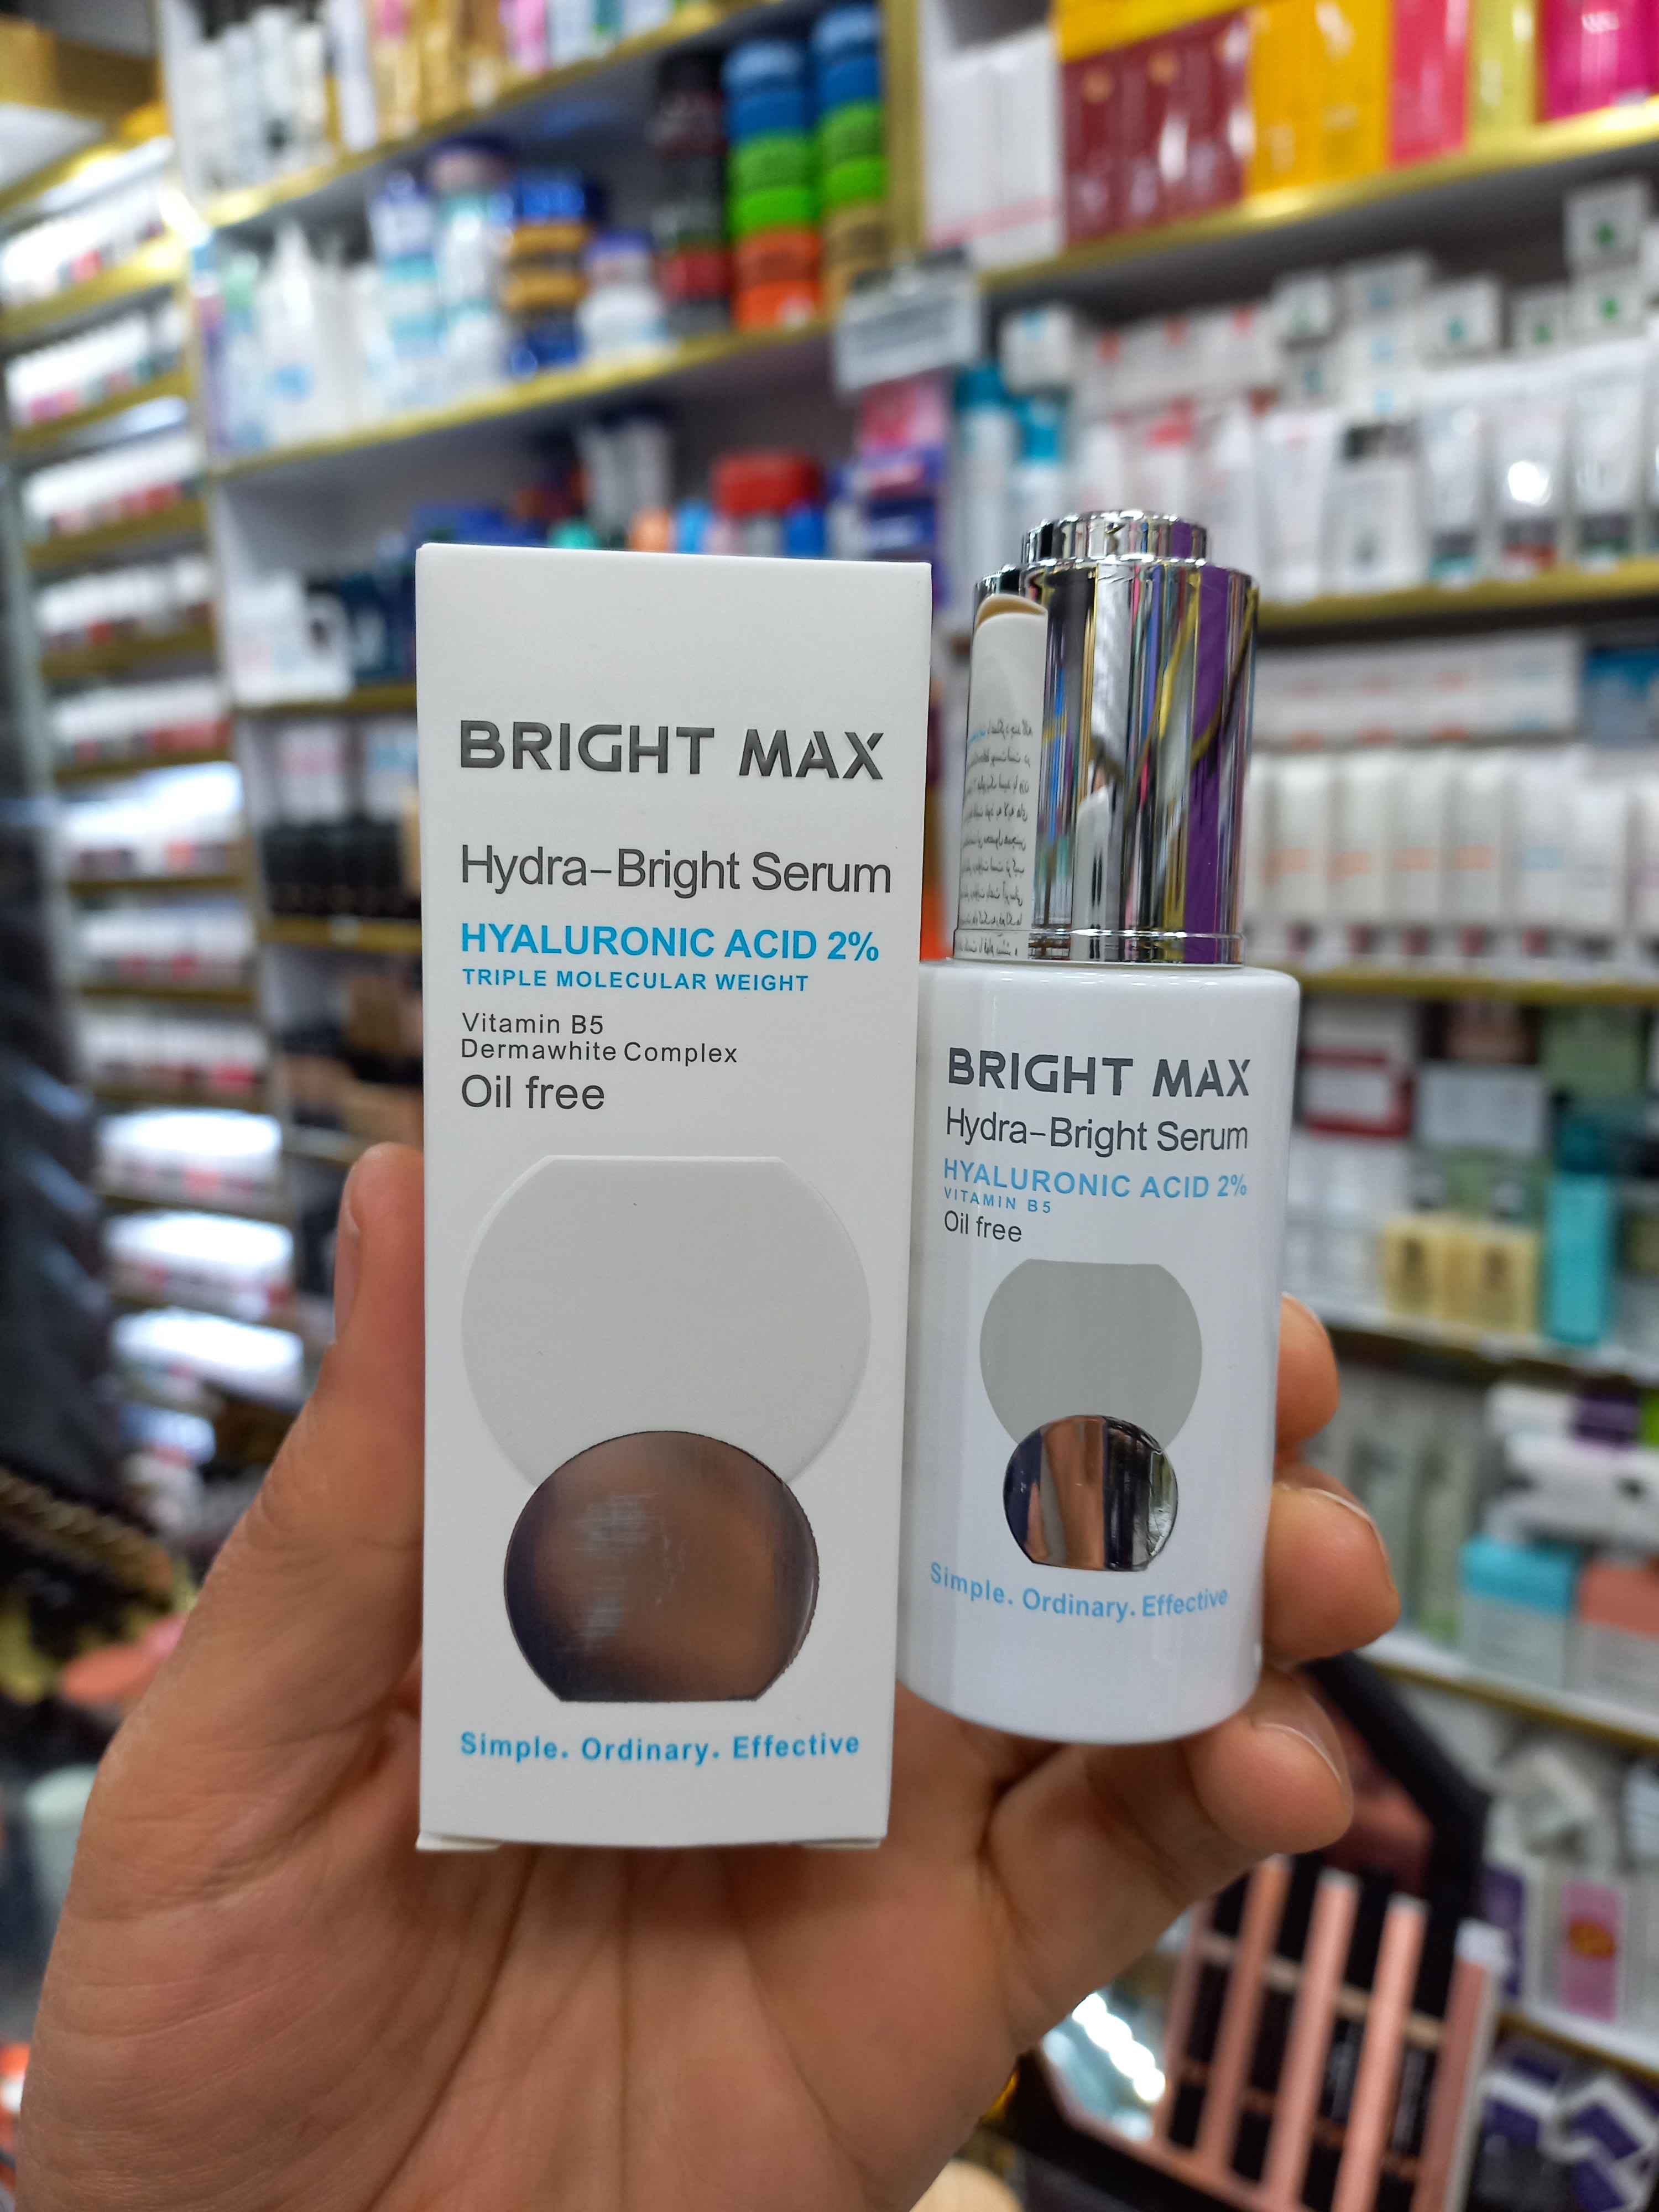 BRIGHT MAX
Hydra-Bright Serum
HYALURONIC ACID 2%
TRIPLE MOLECULAR WEIGHT
Vitamin B5
Dermawhite Complex
Oil free
Simple. Ordinary. Effective
BRIGHT MAX
Hydra-Bright Serum
HYALURONIC ACID 2%
VITAMIN B5
Oil free
Simple. Ordinary. Effective